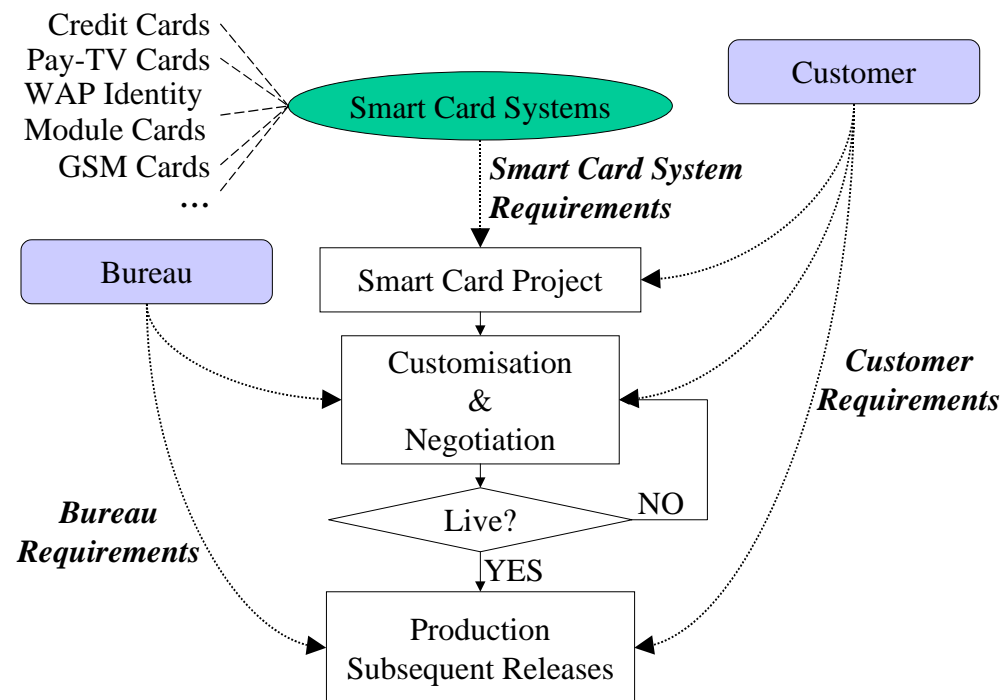 Credit Cards
Pay-TV Cards
WAP Identity
Module Cards
GSM Cards
...
Smart Card Systems
Customer
Smart Card System
Requirements
Bureau
Smart Card Project
Customisation
&
Negotiation
Customer
Requirements
Live?
NO
YES
Bureau
Requirements
Production
Subsequent Releases